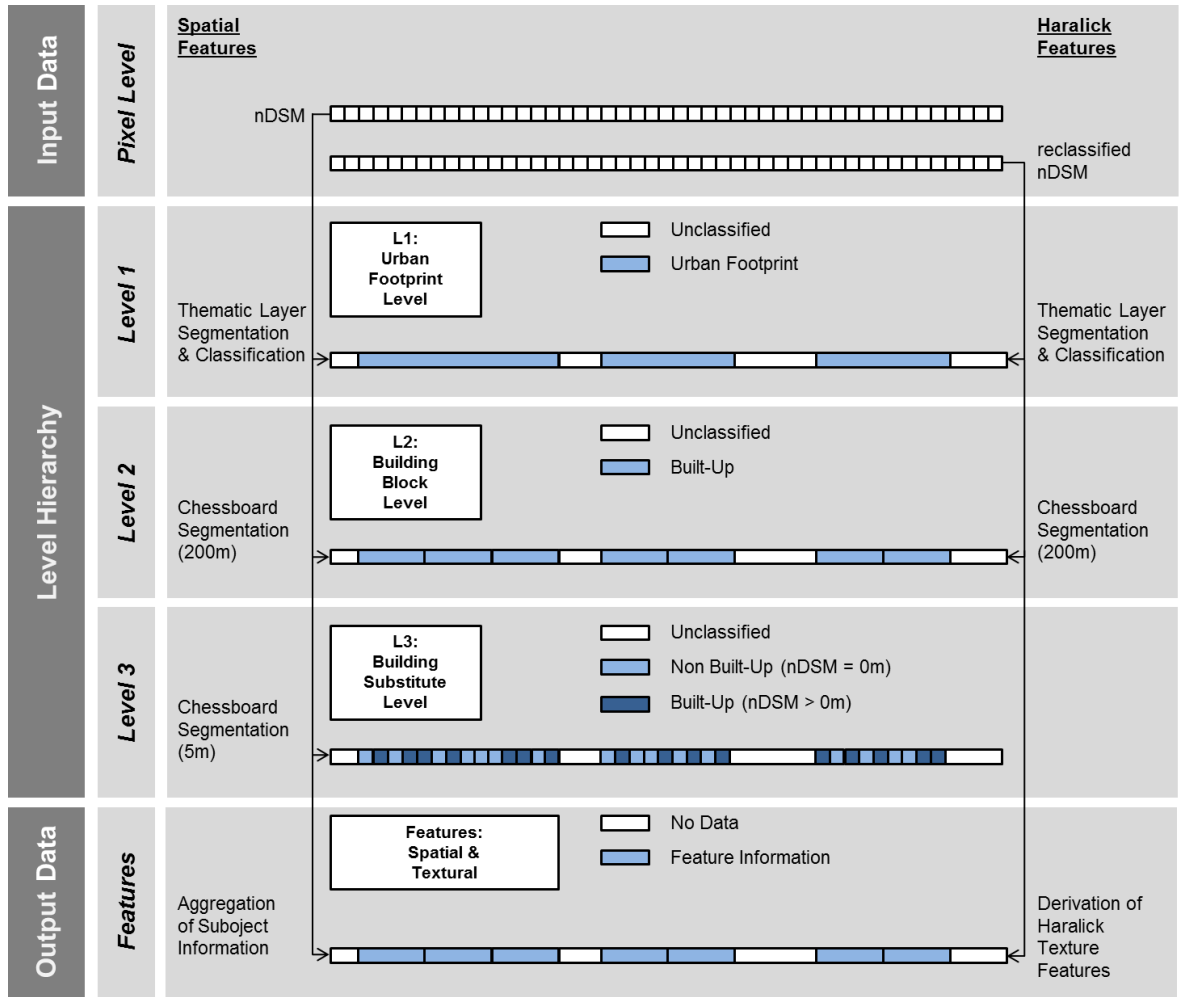 Input Data
Pixel Level
Spatial
Features
Haralick
Features
nDSM
reclassified
nDSM
Level Hierarchy
Level 1
L1:
Urban
Footprint
Level
Unclassified
Urban Footprint
Thematic Layer
Segmentation
& Classification
Thematic Layer
Segmentation
& Classification
Level 2
L2:
Building
Block
Level
Unclassified
Built-Up
Chessboard
Segmentation
(200m)
Chessboard
Segmentation
(200m)
Level 3
L3:
Building
Substitute
Level
Unclassified
Non Built-Up (nDSM = 0m)
Built-Up (nDSM > 0m)
Chessboard
Segmentation
(5m)
Output Data
Features
Features:
Spatial &
Textural
No Data
Feature Information
Aggregation
of Suboject
Information
Derivation of
Haralick
Texture
Features